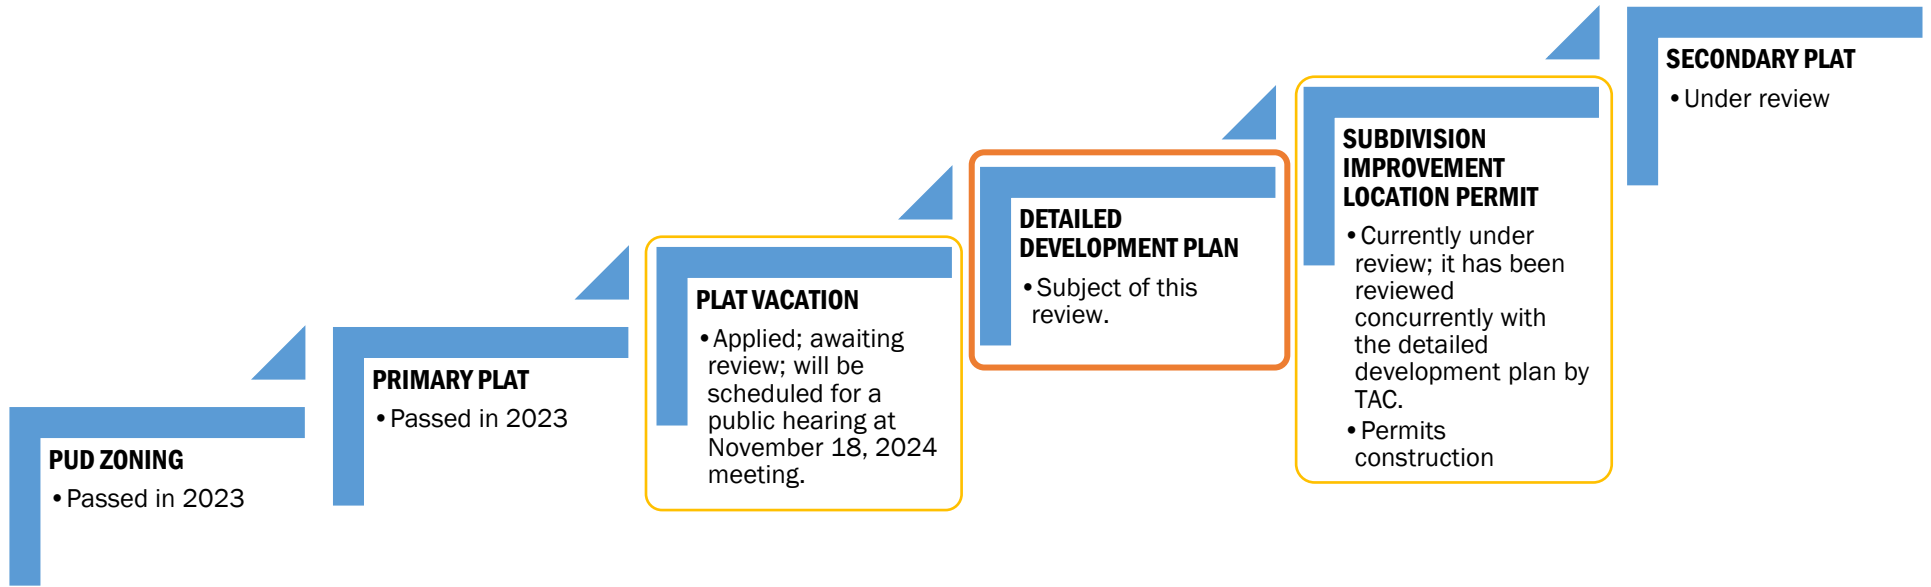 PUD ZONING
•Passed in 2023
PRIMARY PLAT
•Passed in 2023
PLAT VACATION
•Applied; awaiting
review; will be
scheduled for a
public hearing at
November 18, 2024
meeting.
DETAILED
DEVELOPMENT PLAN
•Subject of this
review.
SUBDIVISION
IMPROVEMENT
LOCATION PERMIT
•Currently under
review; it has been
reviewed
concurrently with
the detailed
development plan by
TAC.
•Permits
construction
SECONDARY PLAT
•Under review